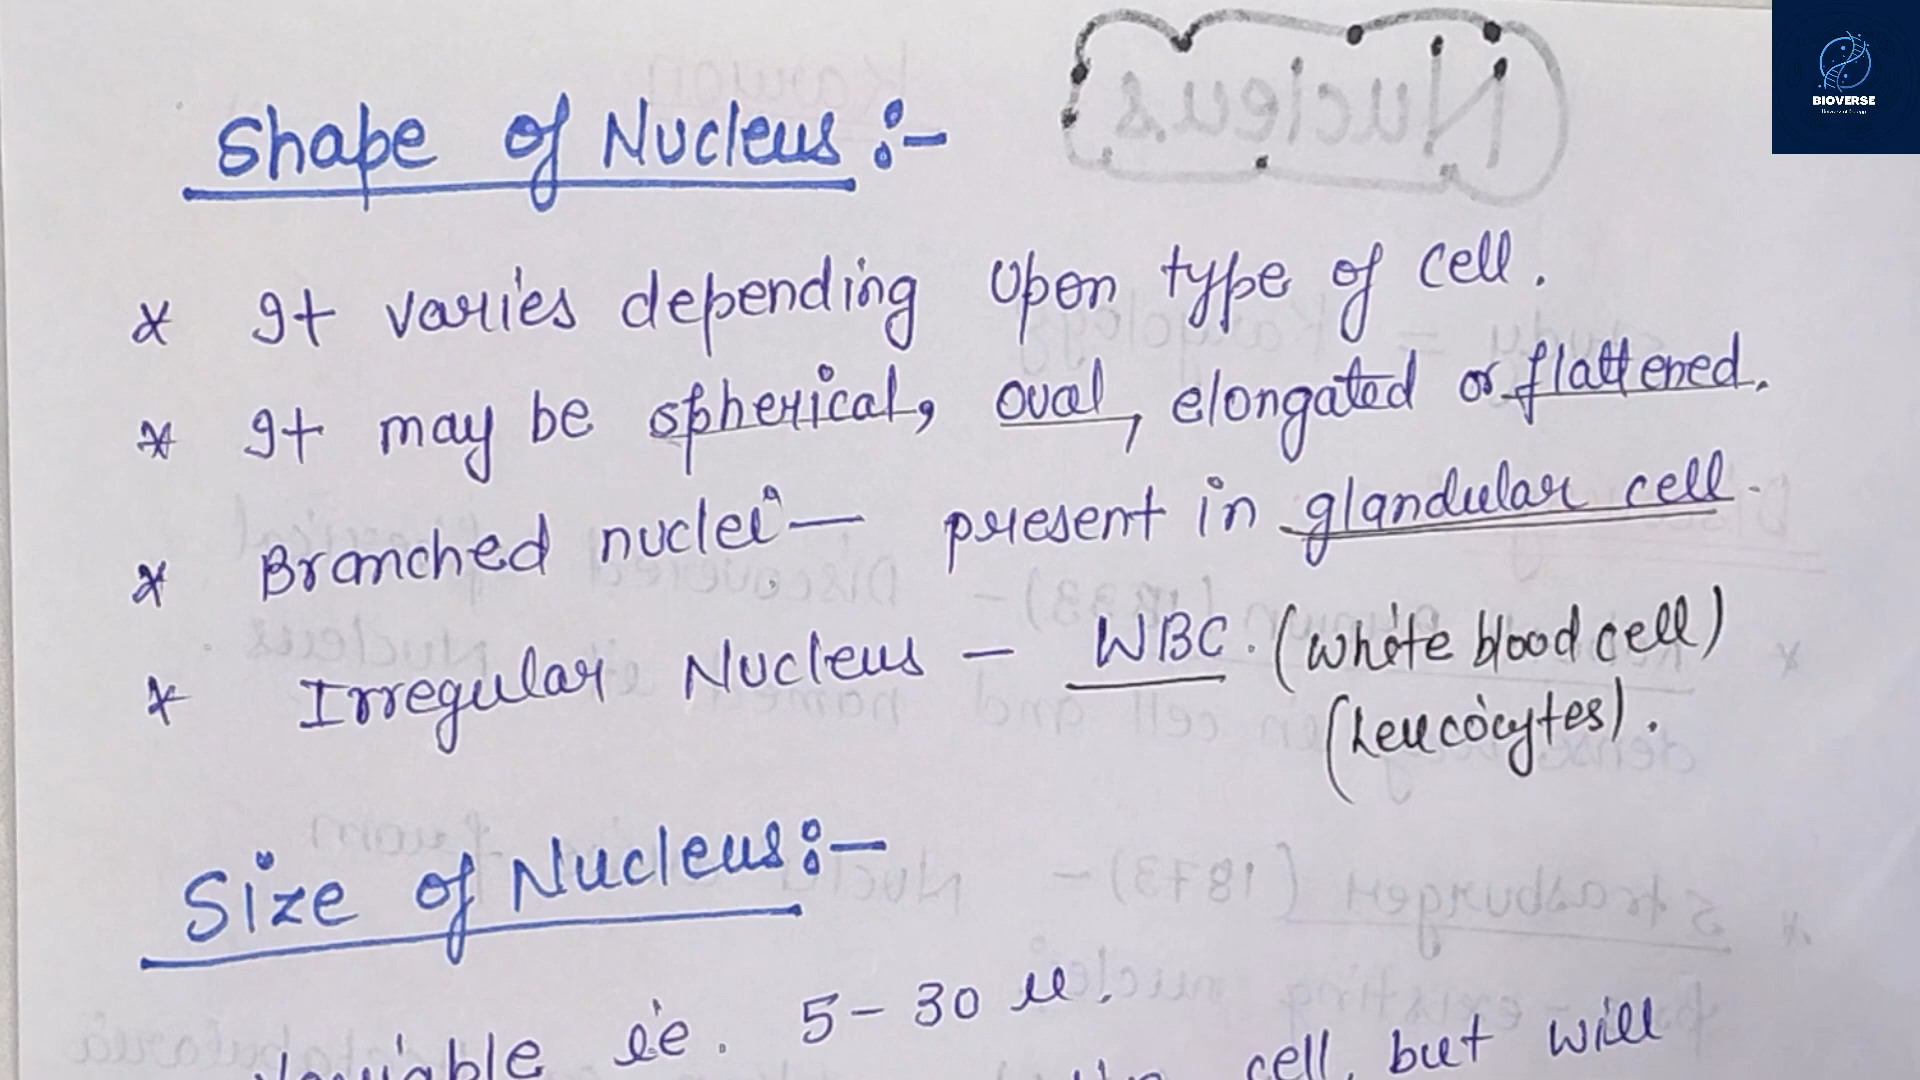 Shape of Nucleus :-
BIOVERSE
* It varies depending upon type of cell.
* It may be spherical, oval, elongated or flattened.
* Branched nuclei — present in glandular cell.
* Irregular Nucleus — WBC. (White blood cell)
(Leucocytes).
Size of Nucleus :-
Variable i.e. 5-30 μ.
cell, but will